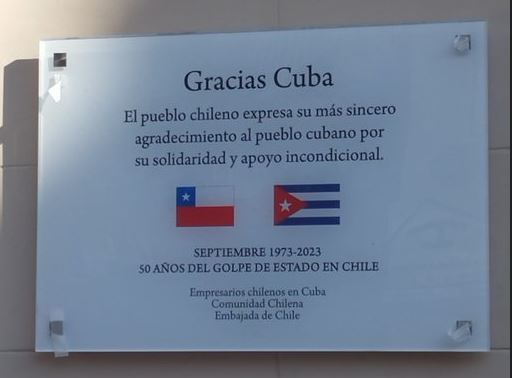 Gracias Cuba
El pueblo chileno expresa su más sincero
agradecimiento al pueblo cubano por
su solidaridad y apoyo incondicional.
SEPTIEMBRE 1973-2023
50 AÑOS DEL GOLPE DE ESTADO EN CHILE
Empresarios chilenos en Cuba
Comunidad Chilena
Embajada de Chile